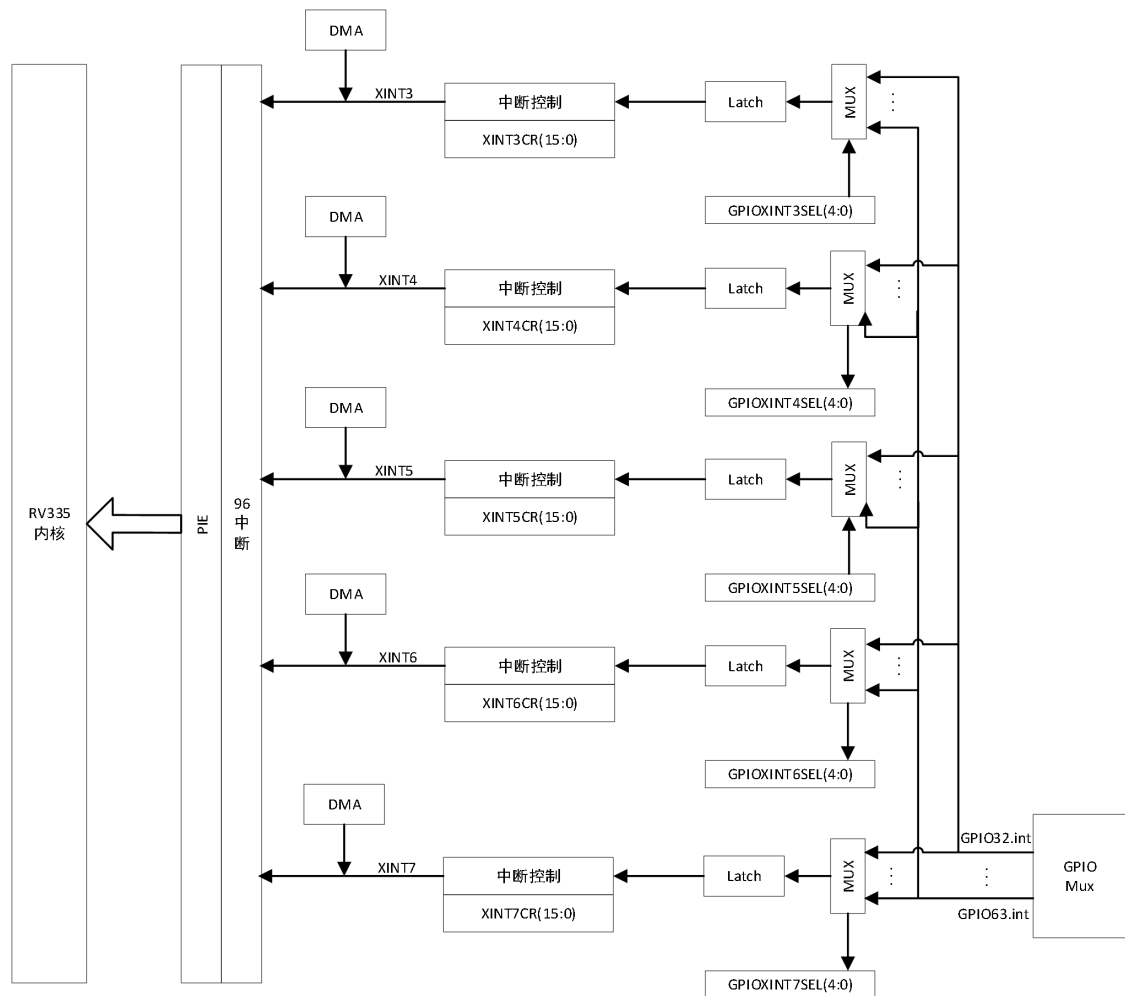 DMA
XINT3
中断控制
XINT3CR(15:0)
Latch
MUX
GPIOXINT3SEL(4:0)
DMA
XINT4
中断控制
XINT4CR(15:0)
Latch
MUX
GPIOXINT4SEL(4:0)
DMA
XINT5
中断控制
XINT5CR(15:0)
Latch
MUX
GPIOXINT5SEL(4:0)
RV335
内核
PIE
96
中
断
DMA
XINT6
中断控制
XINT6CR(15:0)
Latch
MUX
GPIOXINT6SEL(4:0)
DMA
XINT7
中断控制
XINT7CR(15:0)
Latch
MUX
GPIOXINT7SEL(4:0)
GPIO32.int
GPIO63.int
GPIO
Mux